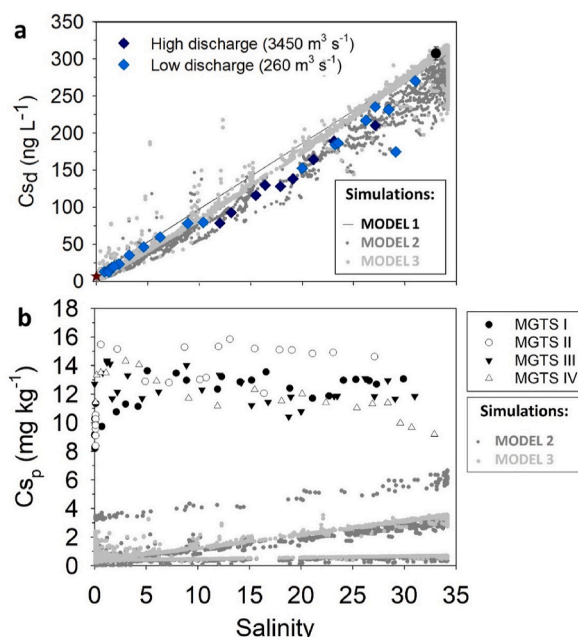 a
350
300
250
200
150
100
50
0
Csd (ng L⁻¹)
High discharge (3450 m³ s⁻¹)
Low discharge (260 m³ s⁻¹)
Simulations:
MODEL 1
MODEL 2
MODEL 3
b
18
16
14
12
10
8
6
4
2
0
Csp (mg kg⁻¹)
0 5 10 15 20 25 30 35
Salinity
MGTS I
MGTS II
MGTS III
MGTS IV
Simulations:
MODEL 2
MODEL 3